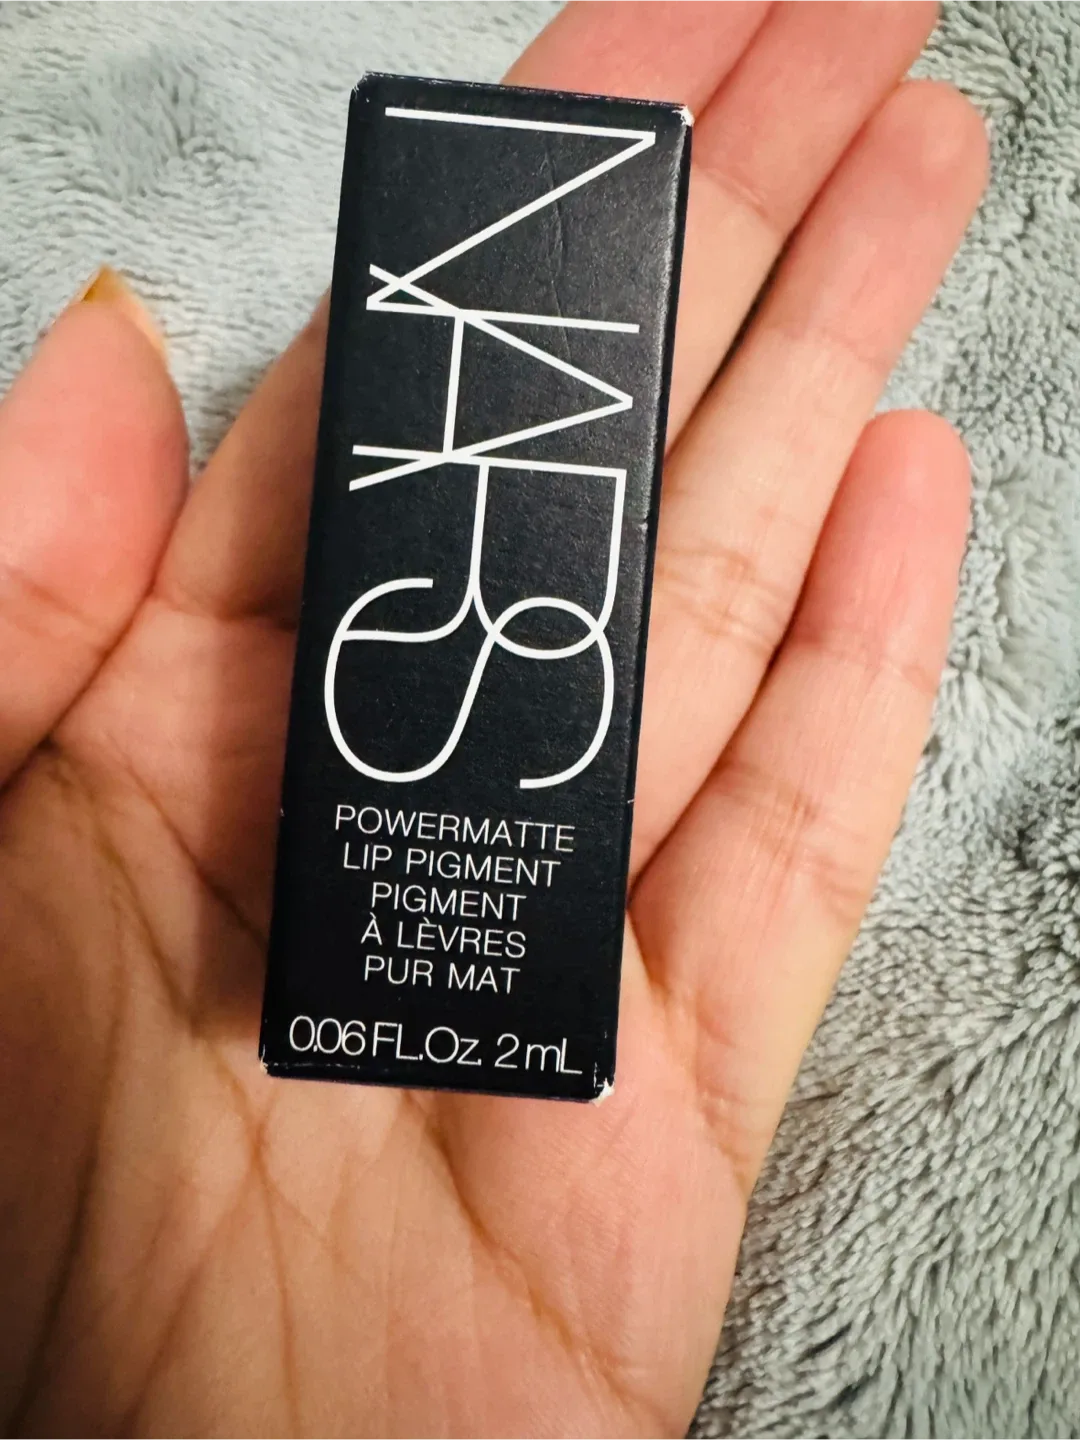 NARS
POWERMATTE
LIP PIGMENT
PIGMENT
À LÈVRES
PUR MAT
0.06 FL.Oz. 2 mL